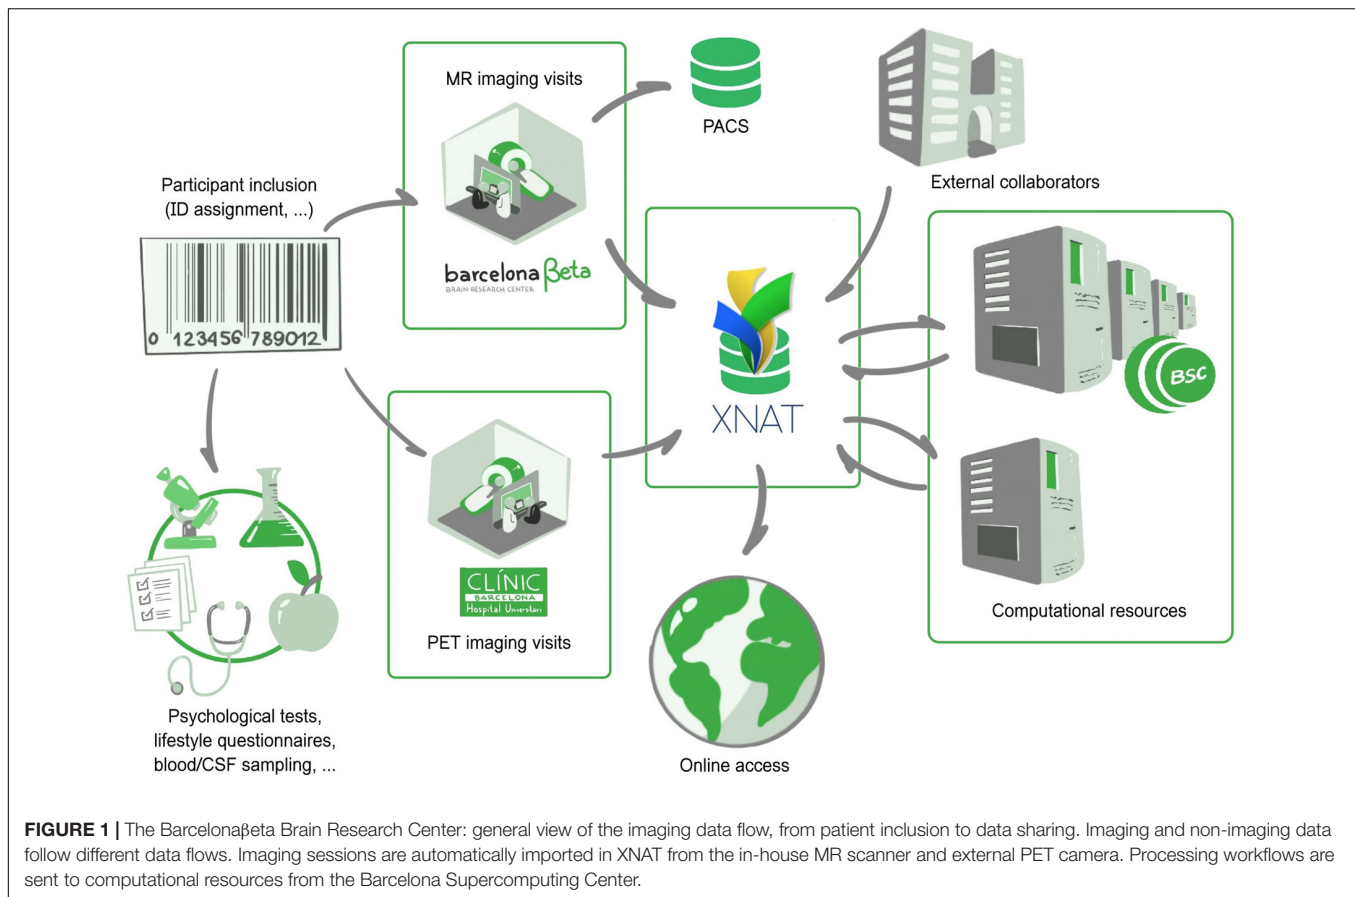 MR imaging visits
PACS
External collaborators
Participant inclusion
(ID assignment, ...)
0 123456 789012
barcelona βeta
BRAIN RESEARCH CENTER
XNAT
BSC
CLÍNIC
BARCELONA
Hospital Universitari
PET imaging visits
Computational resources
Psychological tests,
lifestyle questionnaires,
blood/CSF sampling, ...
Online access
FIGURE 1 | The Barcelonaβeta Brain Research Center: general view of the imaging data flow, from patient inclusion to data sharing. Imaging and non-imaging data
follow different data flows. Imaging sessions are automatically imported in XNAT from the in-house MR scanner and external PET camera. Processing workflows are
sent to computational resources from the Barcelona Supercomputing Center.